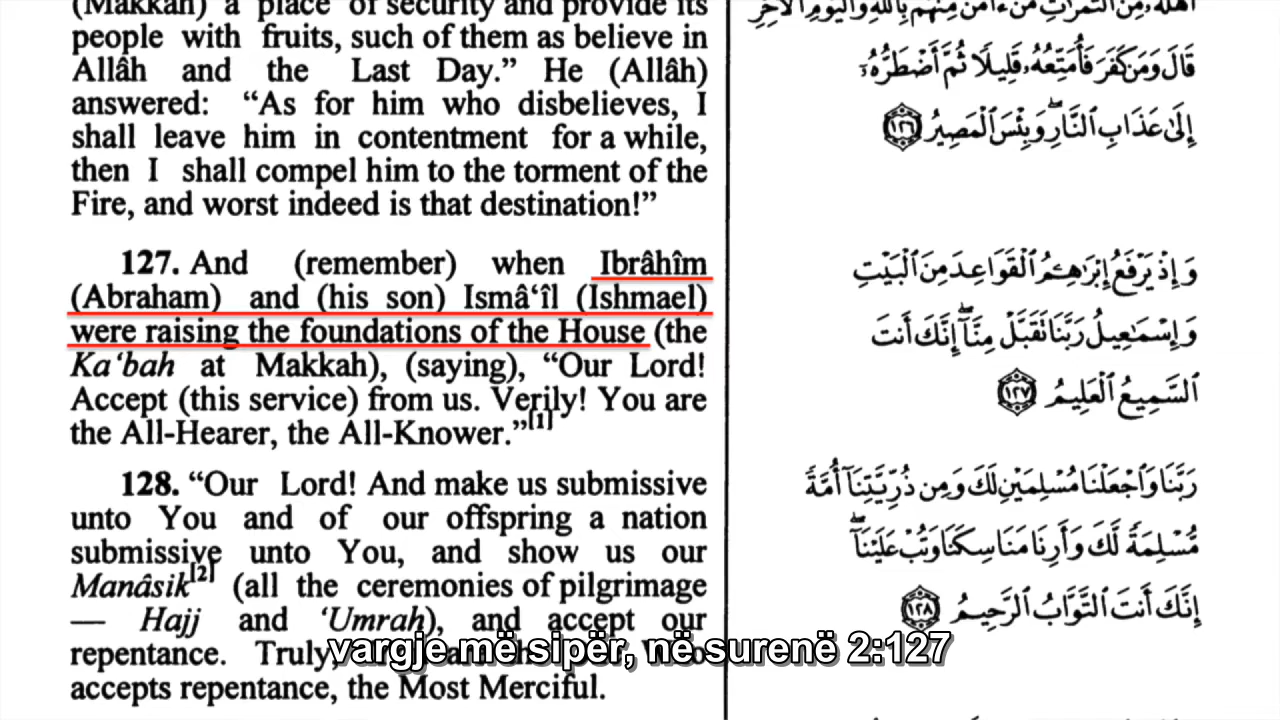 (Makkah) a place of security and provide its
people with fruits, such of them as believe in
Allâh and the Last Day.” He (Allâh)
answered: “As for him who disbelieves, I
shall leave him in contentment for a while,
then I shall compel him to the torment of the
Fire, and worst indeed is that destination!”
127. And (remember) when Ibrâhîm
(Abraham) and (his son) Ismâ‘îl (Ishmael)
were raising the foundations of the House (the
Ka‘bah at Makkah), (saying), “Our Lord!
Accept (this service) from us. Verily! You are
the All-Hearer, the All-Knower.”[1]
128. “Our Lord! And make us submissive
unto You and of our offspring a nation
submissive unto You, and show us our
Manâsik[2] (all the ceremonies of pilgrimage
— Hajj and ‘Umrah), and accept our
repentance. Truly,
accepts repentance, the Most Merciful.
أَهْلَهُۥ مِنَ ٱلثَّمَرَٰتِ مَنْ ءَامَنَ مِنْهُم بِٱللَّهِ وَٱلْيَوْمِ ٱلْءَاخِرِ
قَالَ وَمَن كَفَرَ فَأُمَتِّعُهُۥ قَلِيلًا ثُمَّ أَضْطَرُّهُۥٓ
إِلَىٰ عَذَابِ ٱلنَّارِ ۖ وَبِئْسَ ٱلْمَصِيرُ ١٢٦
وَإِذْ يَرْفَعُ إِبْرَٰهِـۧمُ ٱلْقَوَاعِدَ مِنَ ٱلْبَيْتِ
وَإِسْمَٰعِيلُ رَبَّنَا تَقَبَّلْ مِنَّآ ۖ إِنَّكَ أَنتَ
ٱلسَّمِيعُ ٱلْعَلِيمُ ١٢٧
رَبَّنَا وَٱجْعَلْنَا مُسْلِمَيْنِ لَكَ وَمِن ذُرِّيَّتِنَآ أُمَّةً
مُّسْلِمَةً لَّكَ وَأَرِنَا مَنَاسِكَنَا وَتُبْ عَلَيْنَآ ۖ
إِنَّكَ أَنتَ ٱلتَّوَّابُ ٱلرَّحِيمُ ١٢٨
vargje më sipër, në surenë 2:127